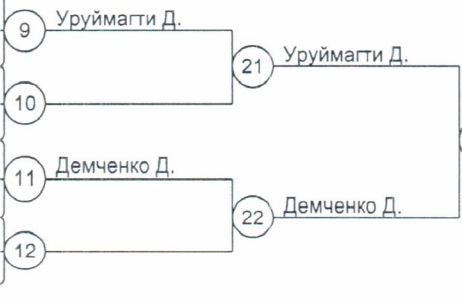 9 Уруймагти Д.
21 Уруймагти Д.
10
11 Демченко Д.
22 Демченко Д.
12